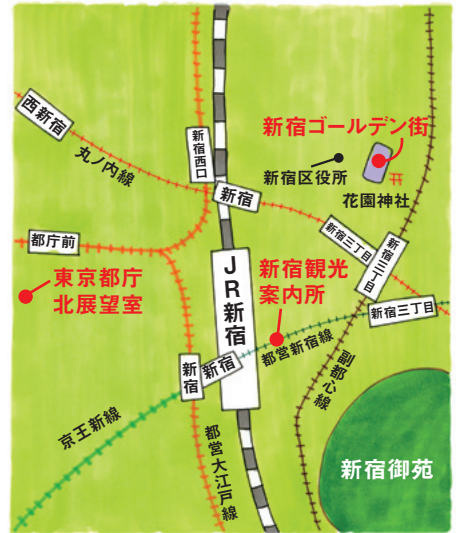 西新宿
丸ノ内線
新宿西口
新宿
新宿ゴールデン街
新宿区役所
花園神社
都庁前
東京都庁
北展望室
JR新宿
新宿観光
案内所
新宿三丁目
新宿三丁目
新宿三丁目
都営新宿線
副都心線
新宿
新宿
京王新線
都営大江戸線
新宿御苑